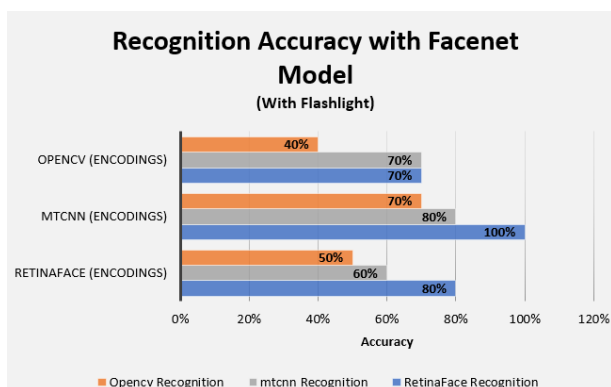 Recognition Accuracy with Facenet
Model
(With Flashlight)
OPENCV (ENCODINGS)
40%
70%
70%
MTCNN (ENCODINGS)
70%
80%
100%
RETINAFACE (ENCODINGS)
50%
60%
80%
0% 20% 40% 60% 80% 100% 120%
Accuracy
Opencv Recognition mtcnn Recognition RetinaFace Recognition